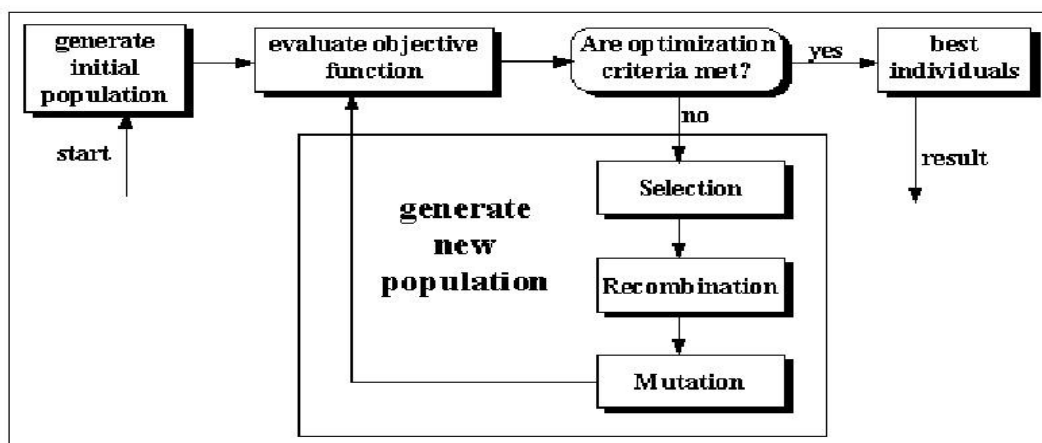 generate
initial
population
evaluate objective
function
Are optimization
criteria met?
yes
best
individuals
start
no
result
generate
new
population
Selection
Recombination
Mutation